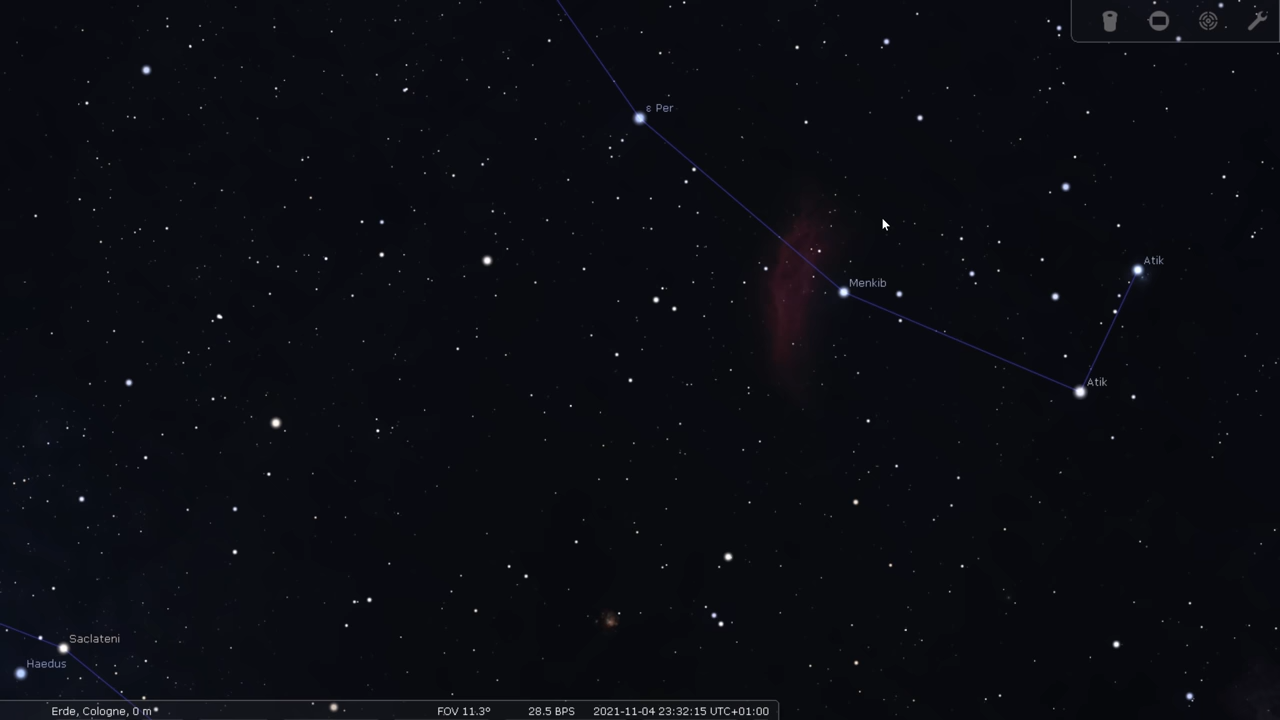 ε Per
Atik
Menkib
Atik
Saclateni
Haedus
Erde, Cologne, 0 m FOV 11.3° 28.5 BPS 2021-11-04 23:32:15 UTC+01:00